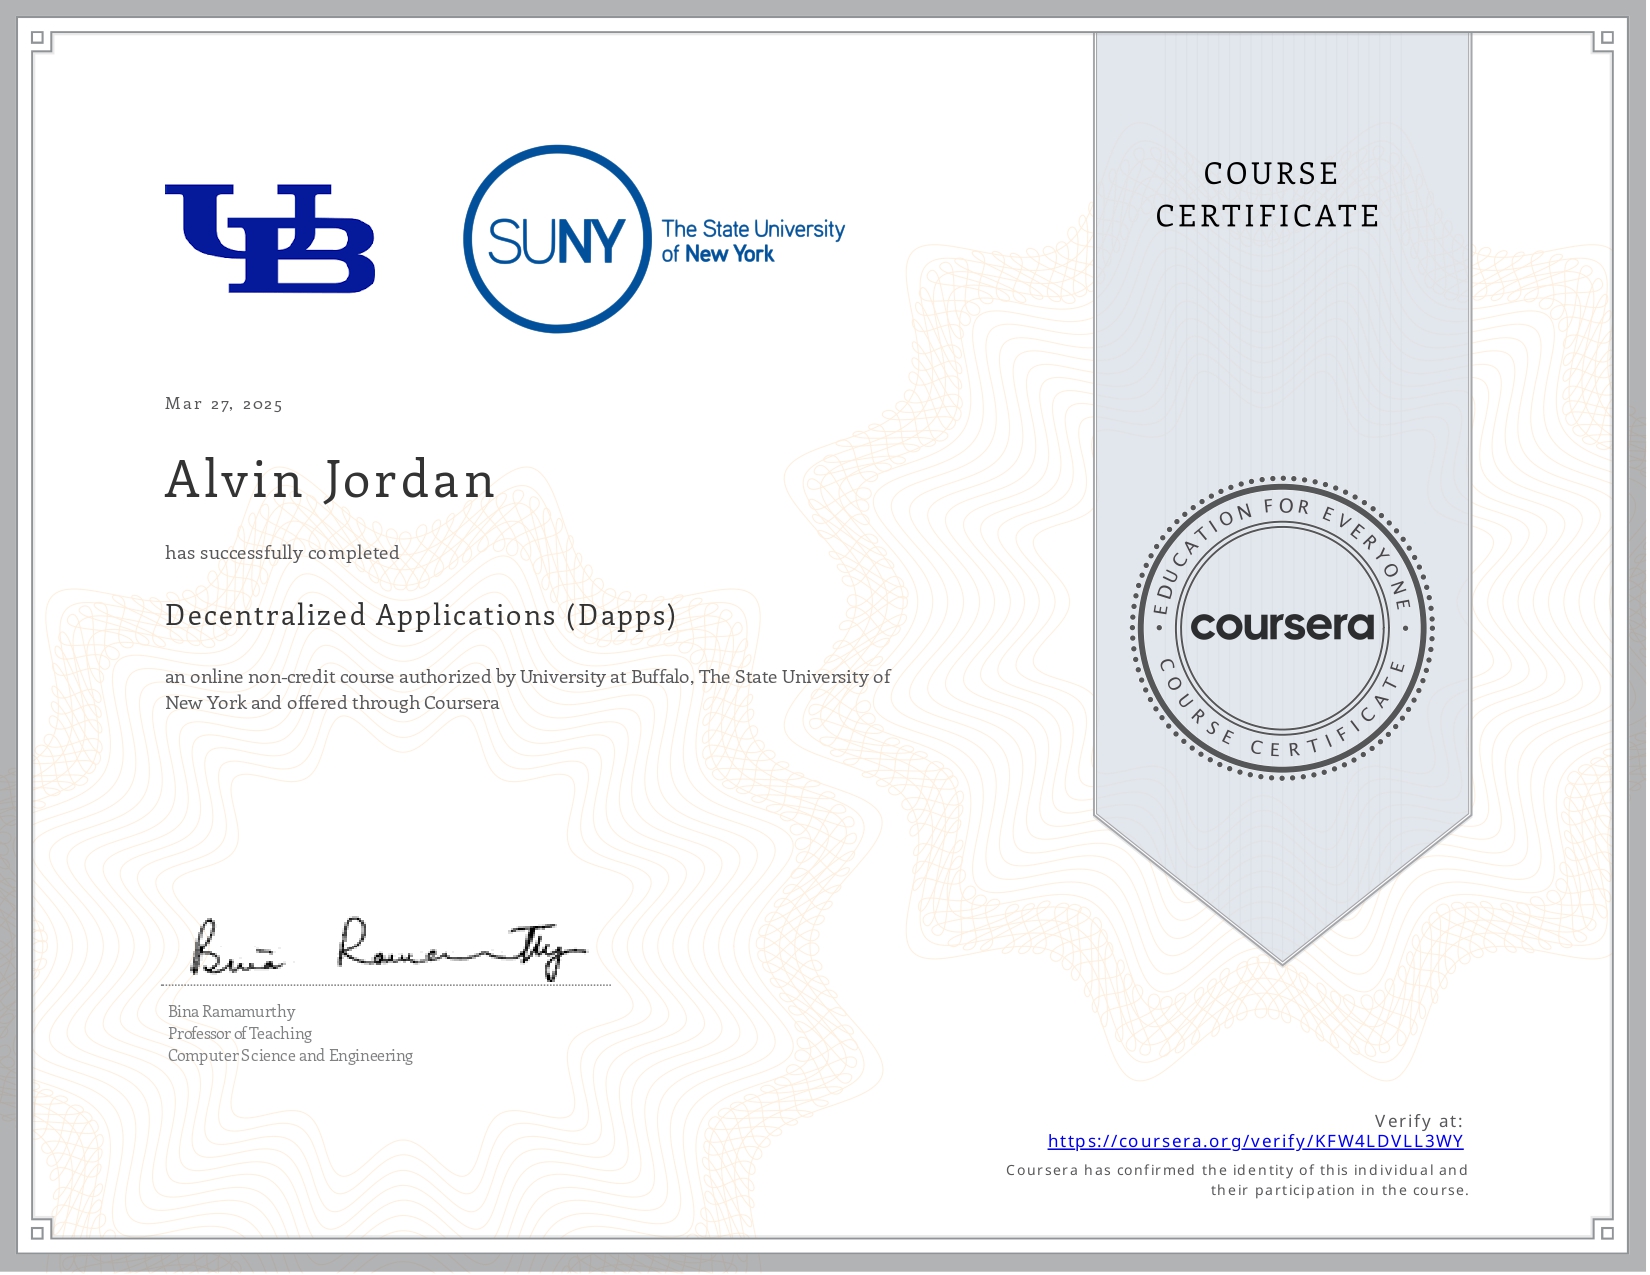 UB
SUNY
The State University
of New York
COURSE
CERTIFICATE
Mar 27, 2025
Alvin Jordan
has successfully completed
Decentralized Applications (Dapps)
an online non-credit course authorized by University at Buffalo, The State University of
New York and offered through Coursera
EDUCATION FOR EVERYONE
coursera
COURSE CERTIFICATE
Bina Ramamurthy
Bina Ramamurthy
Professor of Teaching
Computer Science and Engineering
Verify at:
https://coursera.org/verify/KFW4LDVLL3WY
Coursera has confirmed the identity of this individual and
their participation in the course.